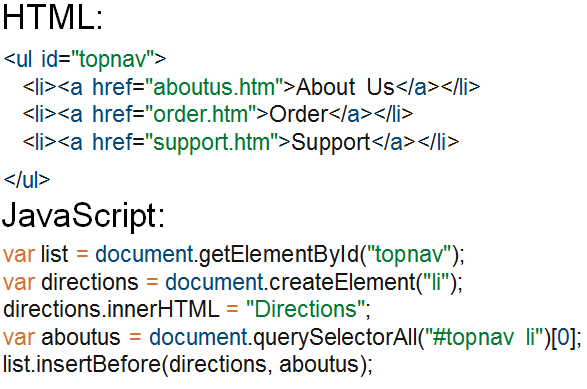 HTML:
<ul id="topnav">
<li><a href="aboutus.htm">About Us</a></li>
<li><a href="order.htm">Order</a></li>
<li><a href="support.htm">Support</a></li>
</ul>
JavaScript:
var list = document.getElementById("topnav");
var directions = document.createElement("li");
directions.innerHTML = "Directions";
var aboutus = document.querySelectorAll("#topnav li")[0];
list.insertBefore(directions, aboutus);